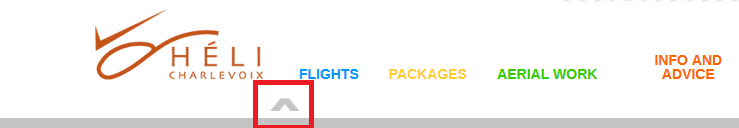 HÉLI
CHARLEVOIX
FLIGHTS
PACKAGES
AERIAL WORK
INFO AND
ADVICE